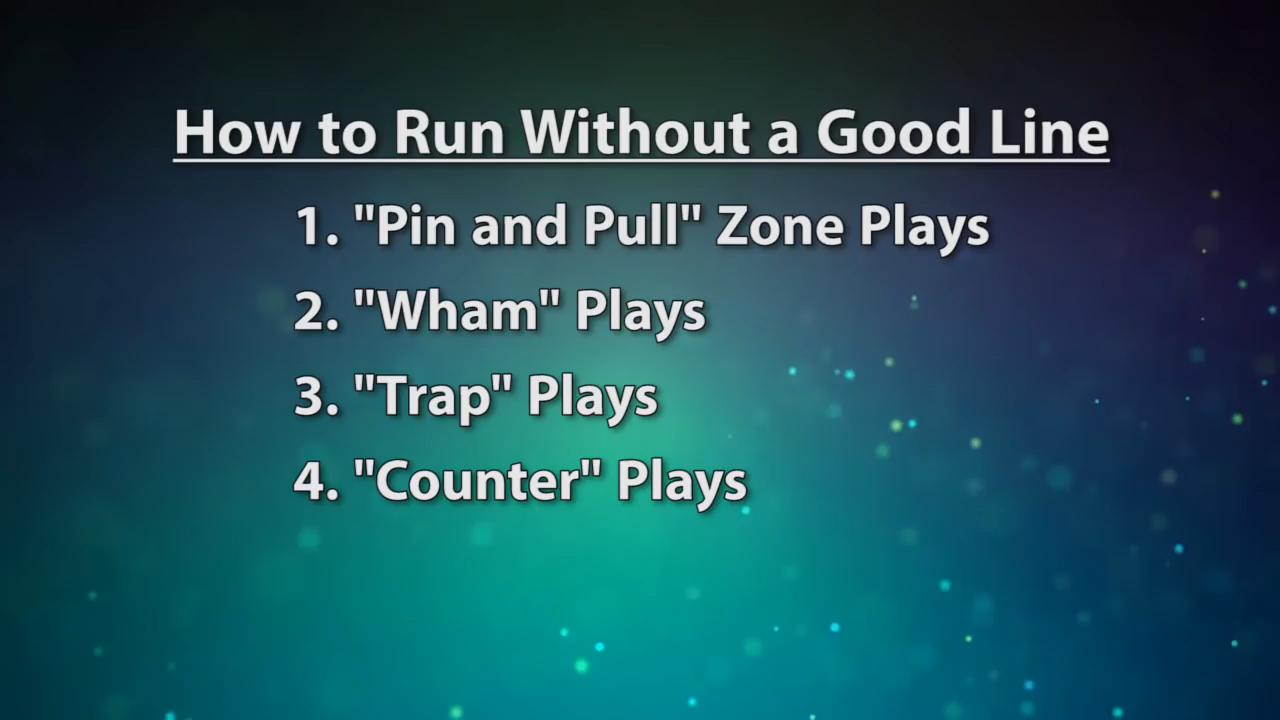 How to Run Without a Good Line
1. "Pin and Pull" Zone Plays
2. "Wham" Plays
3. "Trap" Plays
4. "Counter" Plays